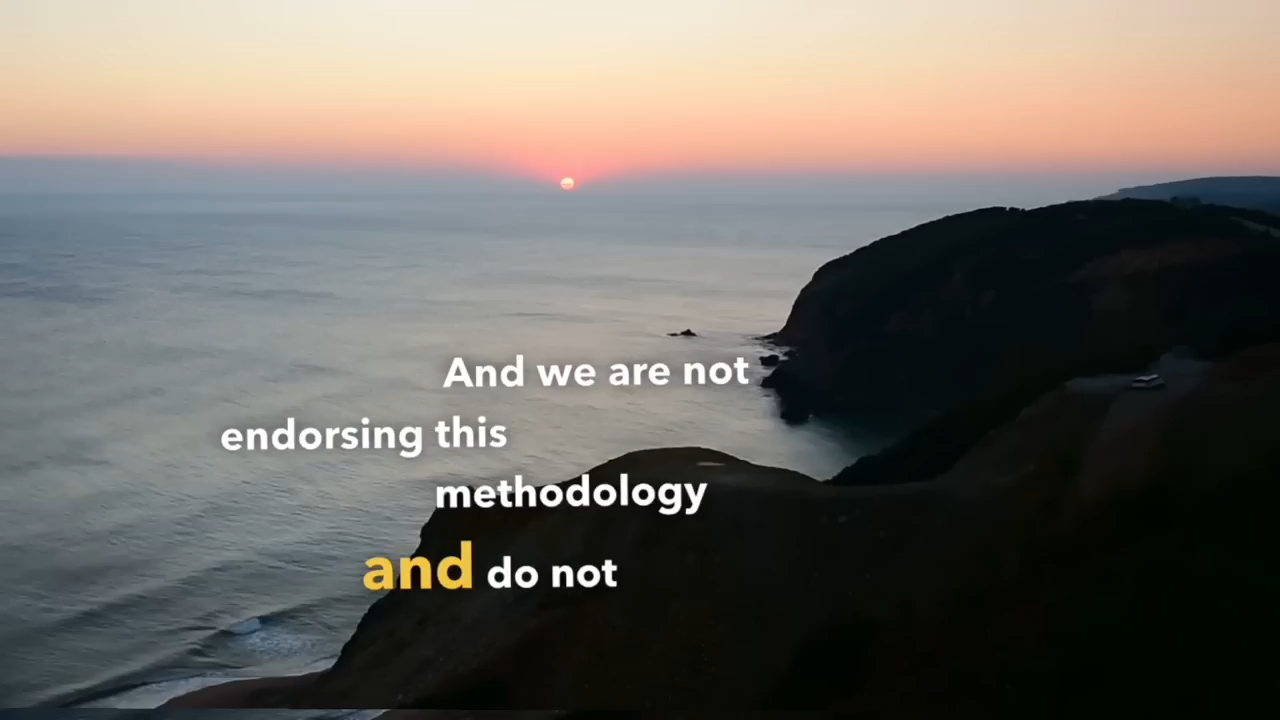 And we are not
endorsing this
methodology
and do not